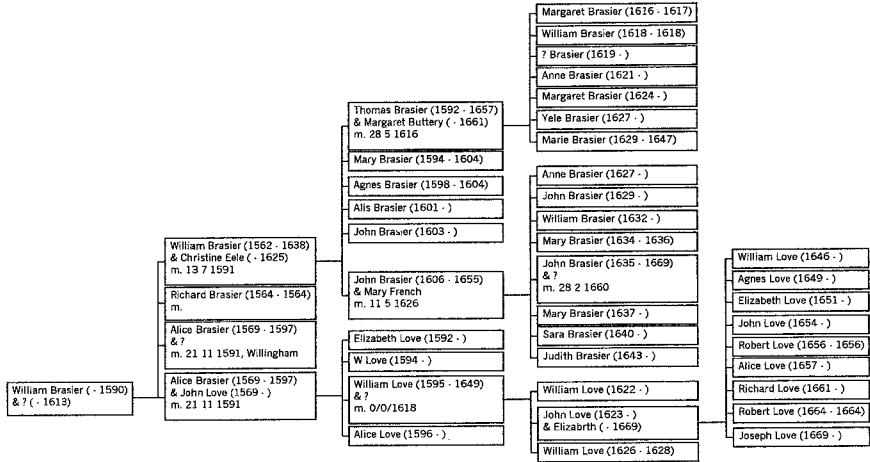 William Brasier ( - 1590)
& ? ( - 1613)
William Brasier (1562 - 1638)
& Christine Eele ( - 1625)
m. 13 7 1591
Richard Brasier (1564 - 1564)
m.
Alice Brasier (1569 - 1597)
& ?
m. 21 11 1591, Willingham
Alice Brasier (1569 - 1597)
& John Love (1569 - )
m. 21 11 1591
Thomas Brasier (1592 - 1657)
& Margaret Buttery ( - 1661)
m. 28 5 1616
Mary Brasier (1594 - 1604)
Agnes Brasier (1598 - 1604)
Alis Brasier (1601 - )
John Brasier (1603 - )
John Brasier (1606 - 1655)
& Mary French
m. 11 5 1626
Elizabeth Love (1592 - )
W Love (1594 - )
William Love (1595 - 1649)
& ?
m. 0/0/1618
Alice Love (1596 - )
Margaret Brasier (1616 - 1617)
William Brasier (1618 - 1618)
? Brasier (1619 - )
Anne Brasier (1621 - )
Margaret Brasier (1624 - )
Yele Brasier (1627 - )
Marie Brasier (1629 - 1647)
Anne Brasier (1627 - )
John Brasier (1629 - )
William Brasier (1632 - )
Mary Brasier (1634 - 1636)
John Brasier (1635 - 1669)
& ?
m. 28 2 1660
Mary Brasier (1637 - )
Sara Brasier (1640 - )
Judith Brasier (1643 - )
William Love (1622 - )
John Love (1623 - )
& Elizabrth ( - 1669)
William Love (1626 - 1628)
William Love (1646 - )
Agnes Love (1649 - )
Elizabeth Love (1651 - )
John Love (1654 - )
Robert Love (1656 - 1656)
Alice Love (1657 - )
Richard Love (1661 - )
Robert Love (1664 - 1664)
Joseph Love (1669 - )